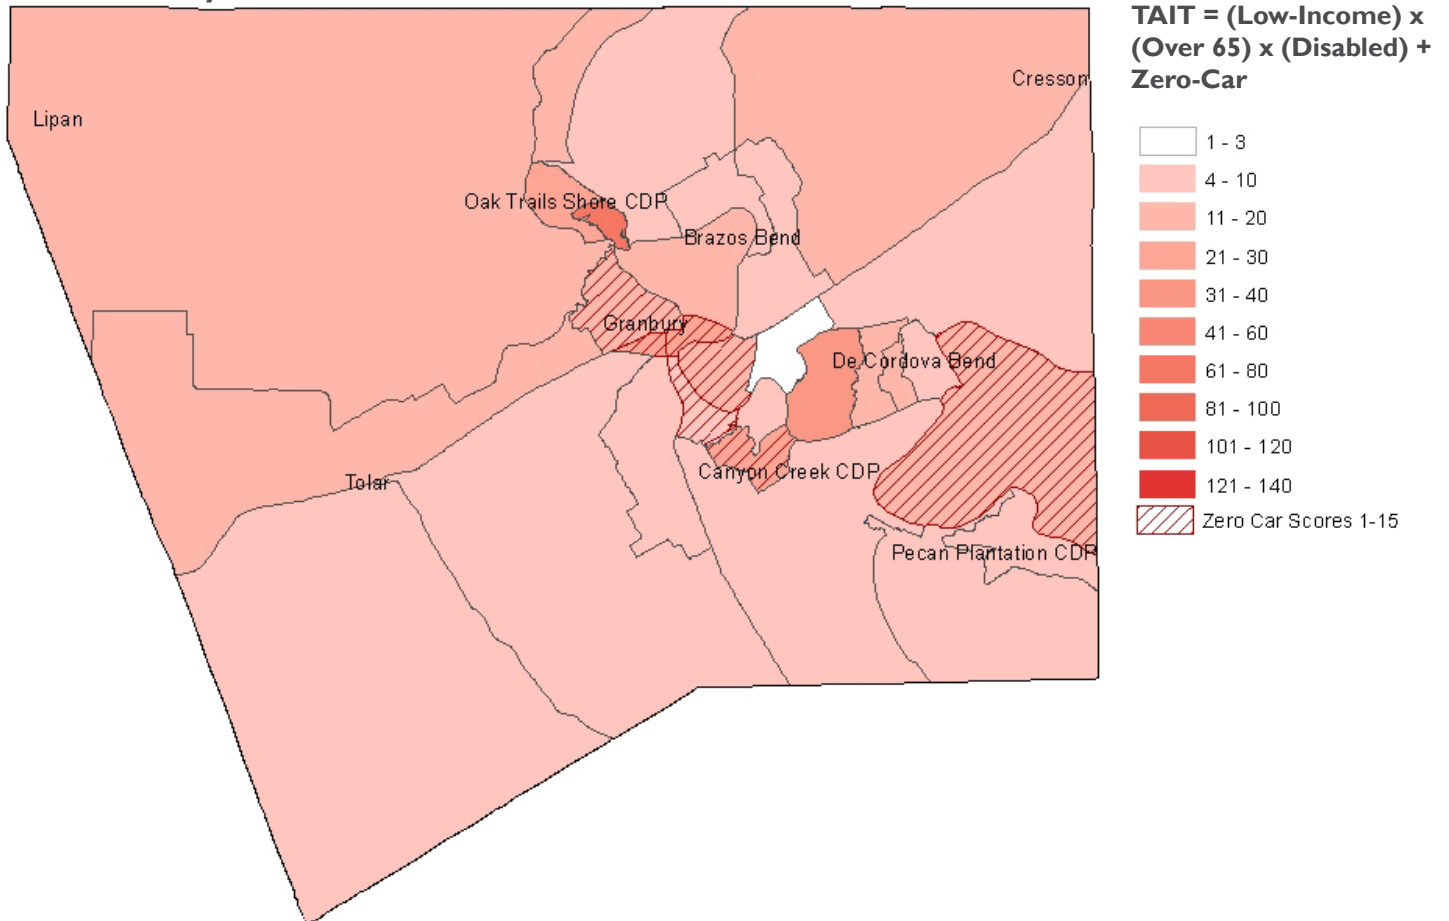 TAIT = (Low-Income) x
(Over 65) x (Disabled) +
Zero-Car
Cresson
Lipan
1 - 3
4 - 10
11 - 20
21 - 30
31 - 40
41 - 60
61 - 80
81 - 100
101 - 120
121 - 140
Zero Car Scores 1-15
Oak Trails Shore CDP
Brazos Bend
Granbury
De Cordova Bend
Canyon Creek CDP
Tolar
Pecan Plantation CDP